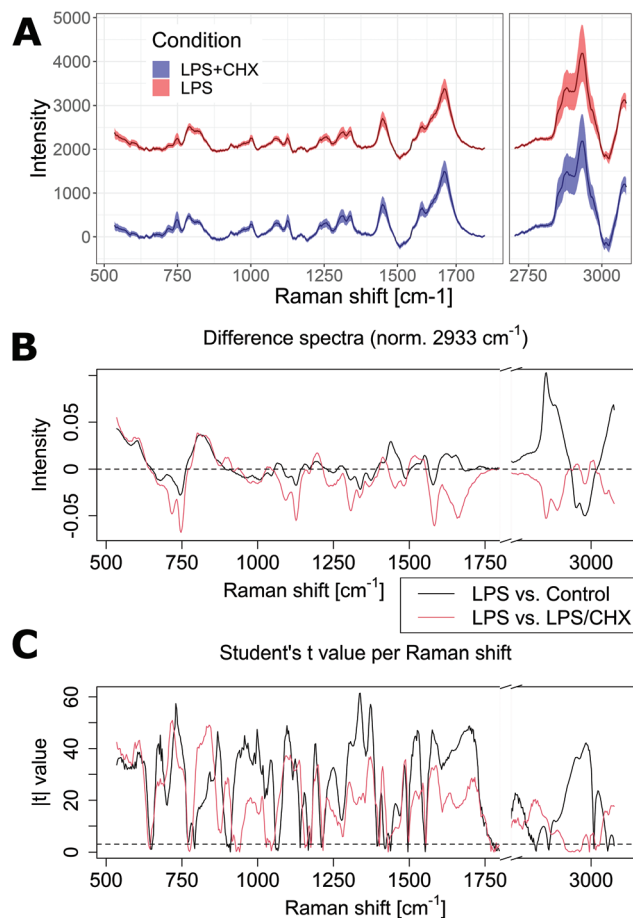 A
Condition
LPS+CHX
LPS
5000
4000
3000
2000
1000
0
Intensity
500 750 1000 1250 1500 1750 2750 3000
Raman shift [cm-1]
B
Difference spectra (norm. 2933 cm⁻¹)
0.05
0
-0.05
Intensity
500 750 1000 1250 1500 1750 3000
Raman shift [cm⁻¹]
LPS vs. Control
LPS vs. LPS/CHX
C
Student's t value per Raman shift
60
40
20
0
|t| value
500 750 1000 1250 1500 1750 3000
Raman shift [cm⁻¹]